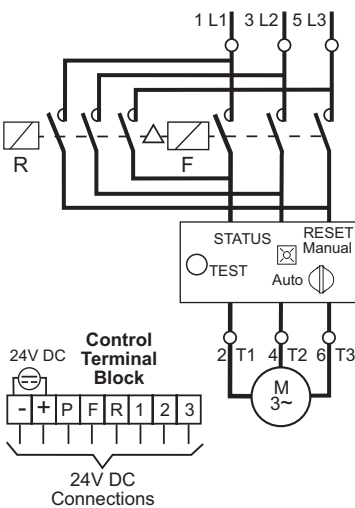 1 L1 3 L2 5 L3
R
F
STATUS
RESET
Manual
TEST
Auto
2 T1 4 T2 6 T3
M
3~
Control
Terminal
Block
24V DC
- + P F R 1 2 3
24V DC
Connections